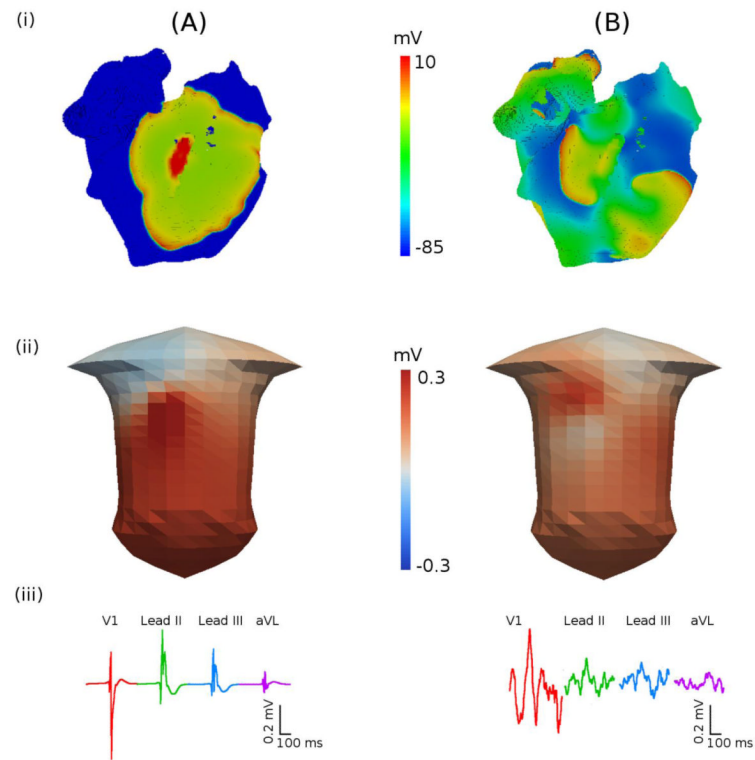 (i)
(A)
(B)
mV
10
-85
(ii)
mV
0.3
-0.3
(iii)
V1
Lead II
Lead III
aVL
0.2 mV
100 ms
V1
Lead II
Lead III
aVL
0.2 mV
100 ms